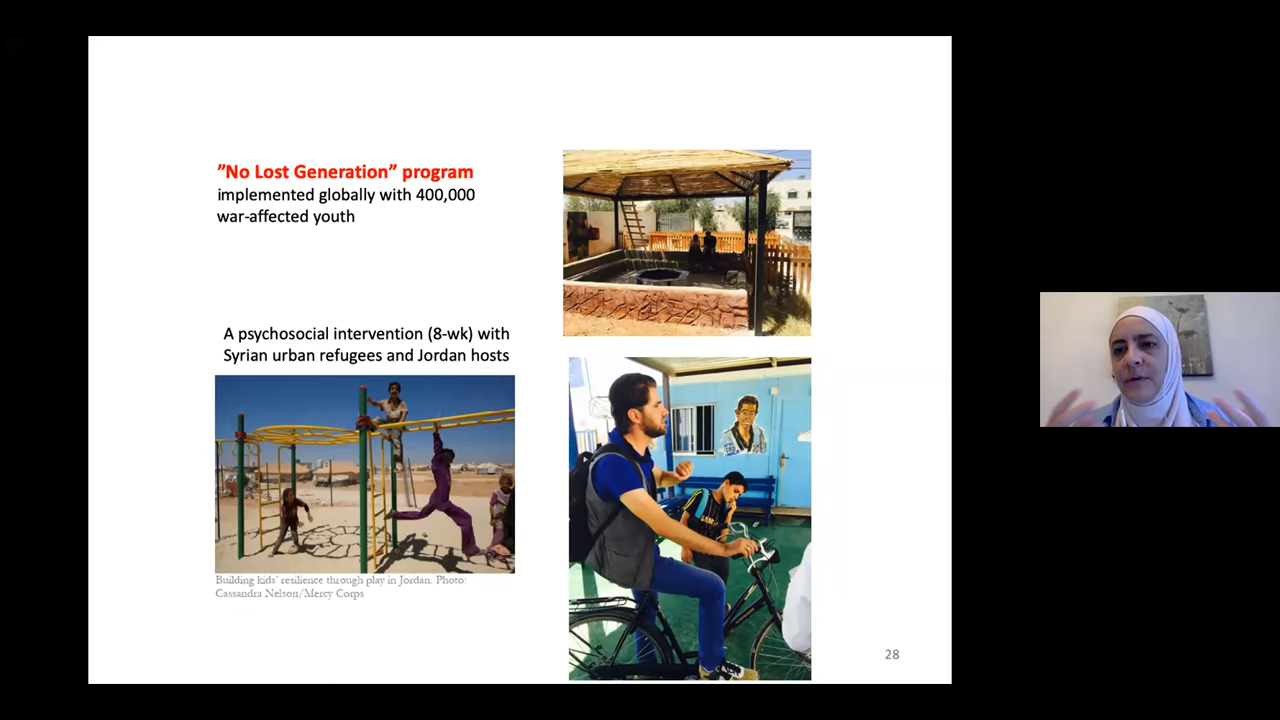 ”No Lost Generation” program
implemented globally with 400,000
war-affected youth
A psychosocial intervention (8-wk) with
Syrian urban refugees and Jordan hosts
Building kids’ resilience through play in Jordan. Photo:
Cassandra Nelson/Mercy Corps
28